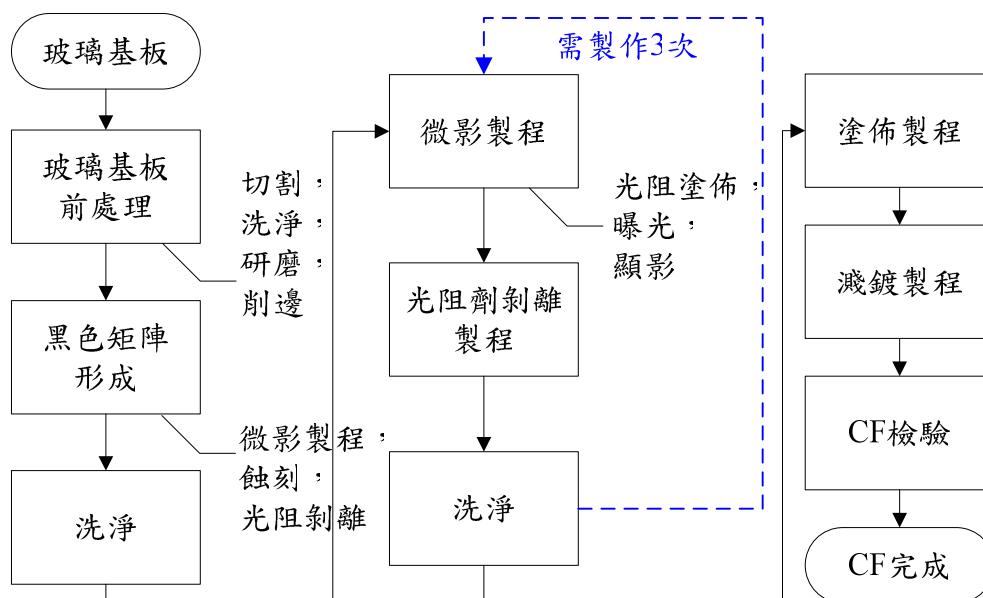 玻璃基板
玻璃基板
前處理
切割，
洗淨，
研磨，
削邊
黑色矩陣
形成
微影製程，
蝕刻，
光阻剝離
洗淨
需製作3次
微影製程
光阻塗佈，
曝光，
顯影
光阻劑剝離
製程
洗淨
塗佈製程
濺鍍製程
CF檢驗
CF完成